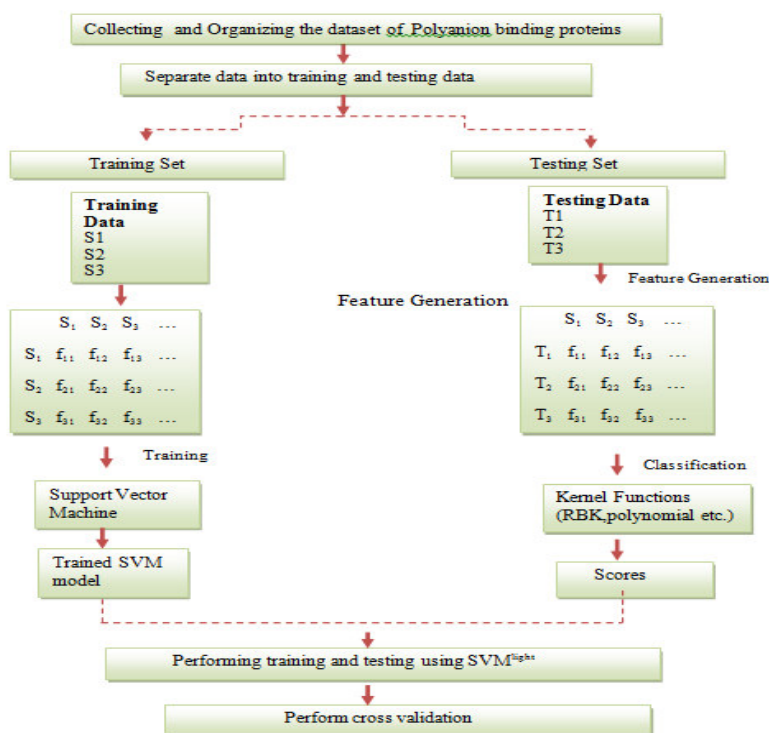 Collecting and Organizing the dataset of Polyanion binding proteins
Separate data into training and testing data
Training Set
Testing Set
Training
Data
S1
S2
S3
Testing Data
T1
T2
T3
Feature Generation
Feature Generation
S₁ S₂ S₃ ...
S₁ f₁₁ f₁₂ f₁₃ ...
S₂ f₂₁ f₂₂ f₂₃ ...
S₃ f₃₁ f₃₂ f₃₃ ...
S₁ S₂ S₃ ...
T₁ f₁₁ f₁₂ f₁₃ ...
T₂ f₂₁ f₂₂ f₂₃ ...
T₃ f₃₁ f₃₂ f₃₃ ...
Training
Classification
Support Vector
Machine
Kernel Functions
(RBK,polynomial etc.)
Trained SVM
model
Scores
Performing training and testing using SVMˡⁱᵍʰᵗ
Perform cross validation